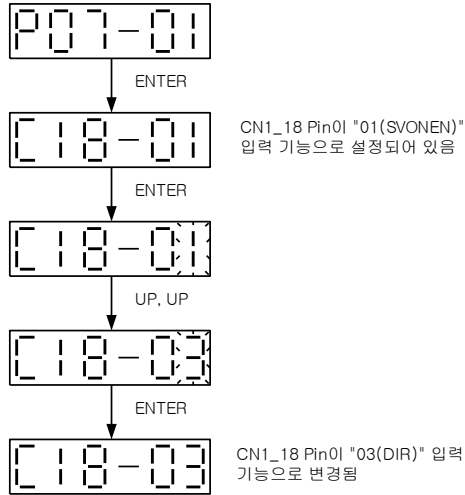 P07-01
ENTER
C18-01
CN1_18 Pin이 "01(SVONEN)"
입력 기능으로 설정되어 있음
ENTER
C18-01
UP, UP
C18-03
ENTER
C18-03
CN1_18 Pin이 "03(DIR)" 입력
기능으로 변경됨